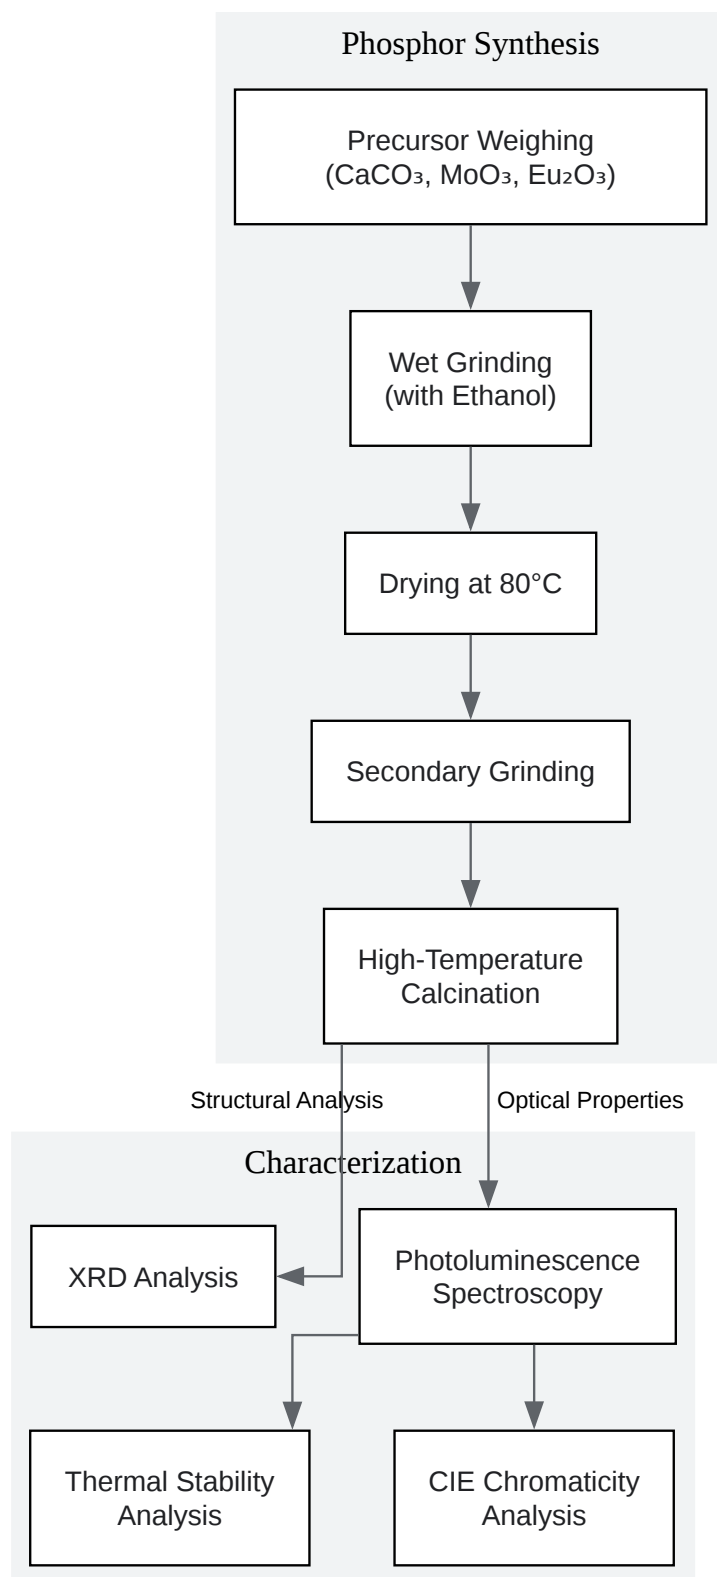 Phosphor Synthesis
Precursor Weighing
(CaCO₃, MoO₃, Eu₂O₃)
Wet Grinding
(with Ethanol)
Drying at 80°C
Secondary Grinding
High-Temperature
Calcination
Structural Analysis
Optical Properties
Characterization
XRD Analysis
Photoluminescence
Spectroscopy
Thermal Stability
Analysis
CIE Chromaticity
Analysis